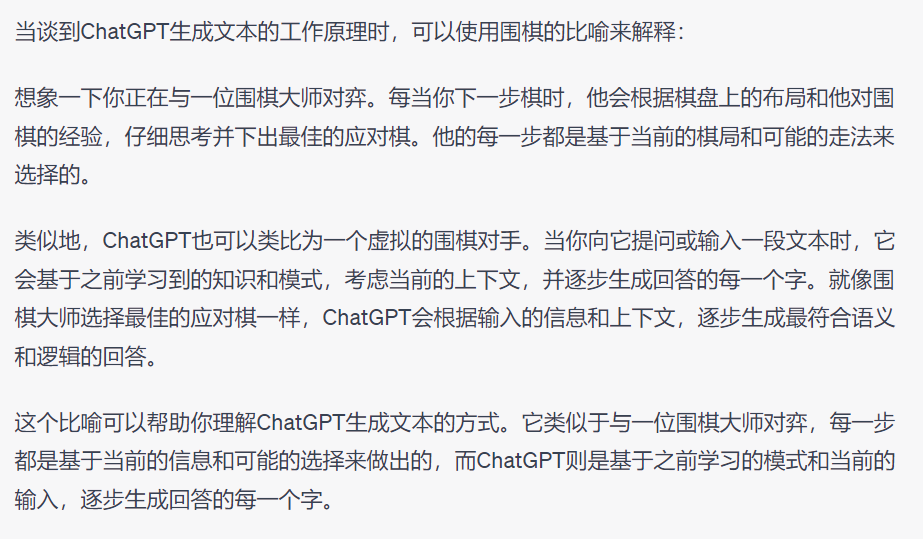 当谈到ChatGPT生成文本的工作原理时，可以使用围棋的比喻来解释：
想象一下你正在与一位围棋大师对弈。每当你下一步棋时，他会根据棋盘上的布局和他对围
棋的经验，仔细思考并下出最佳的应对棋。他的每一步都是基于当前的棋局和可能的走法来
选择的。
类似地，ChatGPT也可以类比为一个虚拟的围棋对手。当你向它提问或输入一段文本时，它
会基于之前学习到的知识和模式，考虑当前的上下文，并逐步生成回答的每一个字。就像围
棋大师选择最佳的应对棋一样，ChatGPT会根据输入的信息和上下文，逐步生成最符合语义
和逻辑的回答。
这个比喻可以帮助你理解ChatGPT生成文本的方式。它类似于与一位围棋大师对弈，每一步
都是基于当前的信息和可能的选择来做出的，而ChatGPT则是基于之前学习的模式和当前的
输入，逐步生成回答的每一个字。